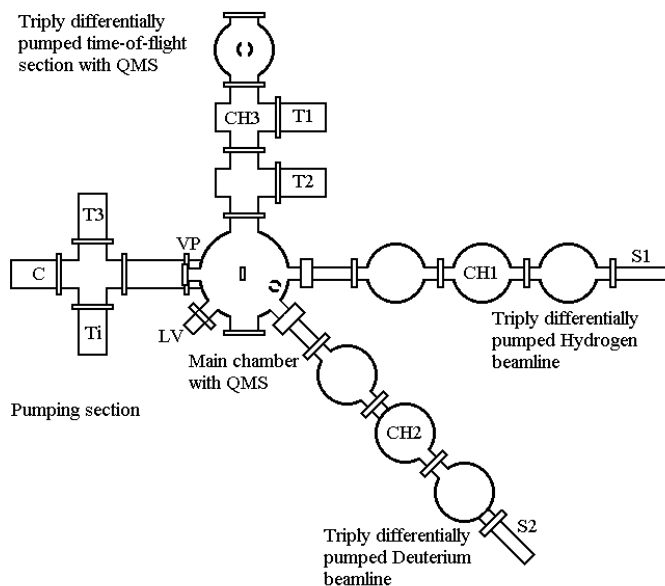 Triply differentially
pumped time-of-flight
section with QMS
CH3
T1
T2
T3
VP
C
Ti
LV
Main chamber
with QMS
Pumping section
S1
CH1
Triply differentially
pumped Hydrogen
beamline
CH2
S2
Triply differentially
pumped Deuterium
beamline